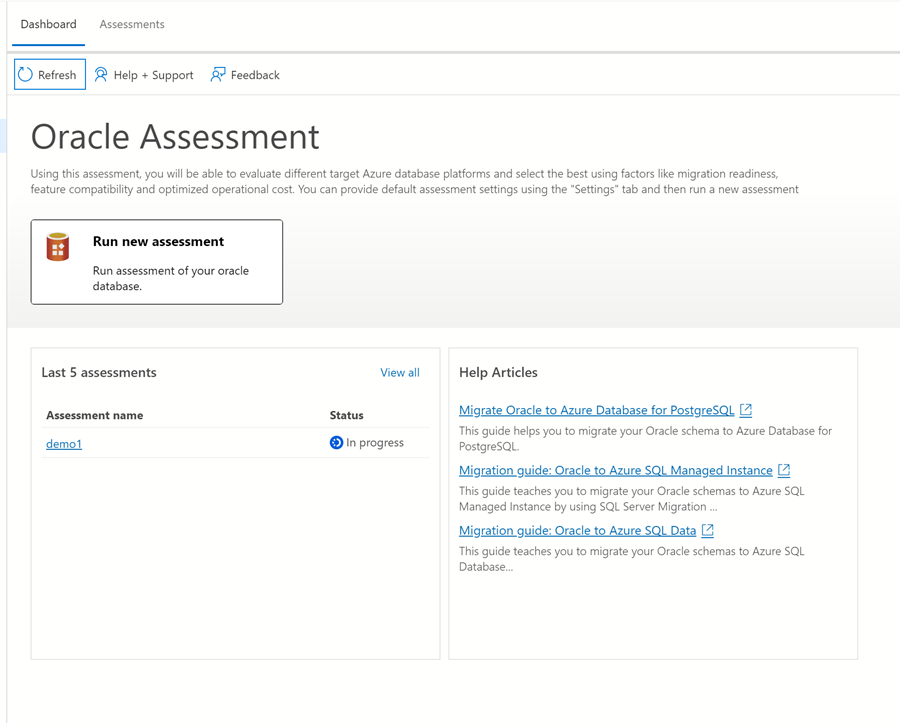 Dashboard Assessments
Refresh Help + Support Feedback
Oracle Assessment
Using this assessment, you will be able to evaluate different target Azure database platforms and select the best using factors like migration readiness,
feature compatibility and optimized operational cost. You can provide default assessment settings using the "Settings" tab and then run a new assessment
Run new assessment
Run assessment of your oracle
database.
Last 5 assessments View all
Assessment name Status
demo1 In progress
Help Articles
Migrate Oracle to Azure Database for PostgreSQL
This guide helps you to migrate your Oracle schema to Azure Database for
PostgreSQL.
Migration guide: Oracle to Azure SQL Managed Instance
This guide teaches you to migrate your Oracle schemas to Azure SQL
Managed Instance by using SQL Server Migration ...
Migration guide: Oracle to Azure SQL Data
This guide teaches you to migrate your Oracle schemas to Azure SQL
Database...